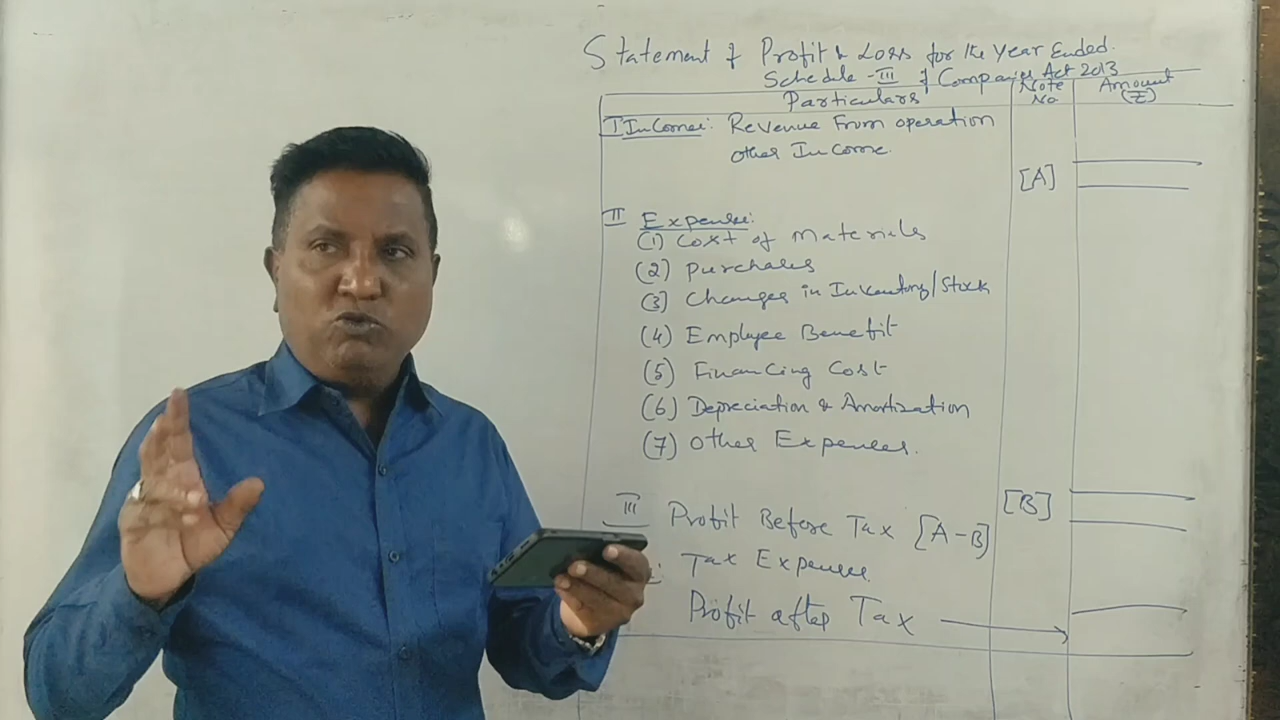 Statement of Profit & Loss for the Year Ended.
Schedule-III of Companies Act 2013
Particulars
Note No
Amount (₹)
I Income: Revenue From operation
other Income.
[A]
II Expense:
(1) Cost of Materials
(2) Purchases
(3) Changes in Inventory/Stock
(4) Employee Benefit
(5) Financing Cost
(6) Depreciation & Amortization
(7) Other Expenses.
[B]
III Profit Before Tax [A-B]
Tax Expense
Profit after Tax